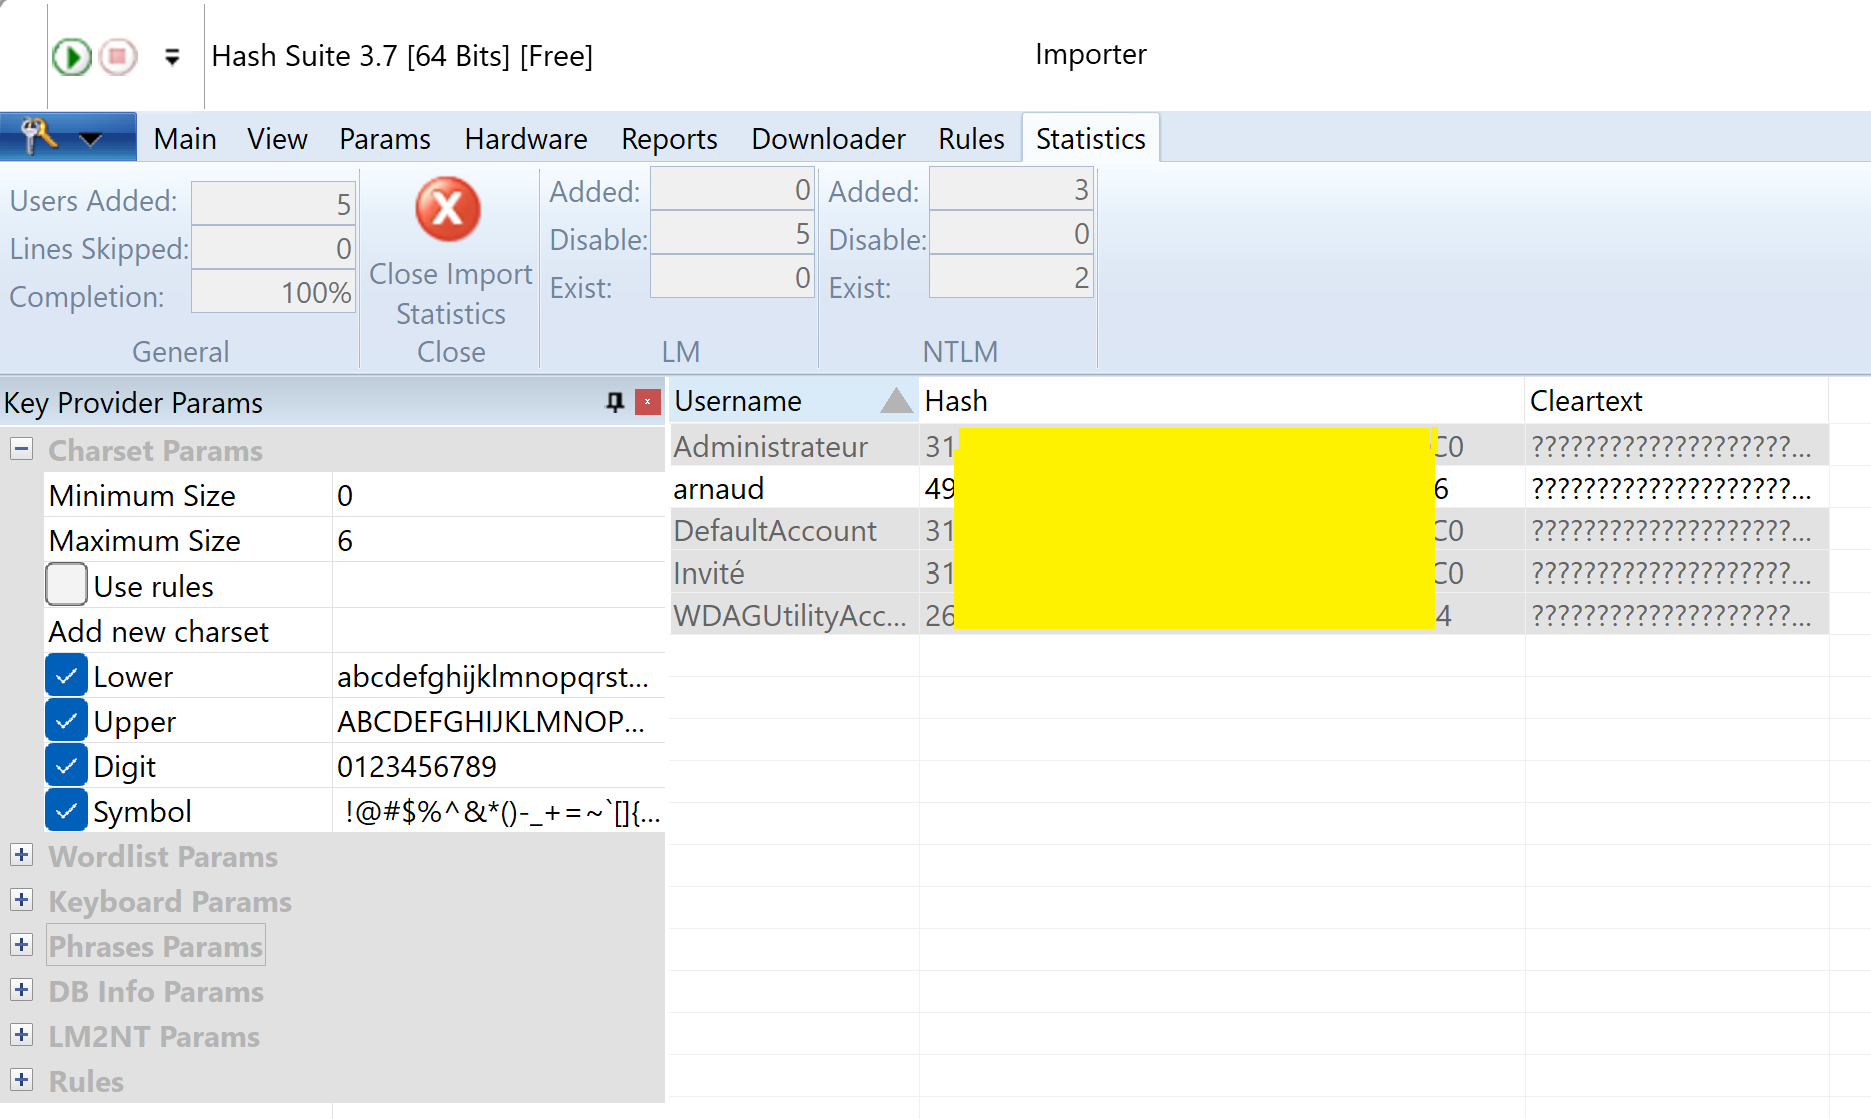 Hash Suite 3.7 [64 Bits] [Free]
Importer
Main View Params Hardware Reports Downloader Rules Statistics
Users Added: 5
Lines Skipped: 0
Completion: 100%
General
Close Import
Statistics
Close
Added: 0
Disable: 5
Exist: 0
LM
Added: 3
Disable: 0
Exist: 2
NTLM
Key Provider Params
Charset Params
Minimum Size 0
Maximum Size 6
Use rules
Add new charset
Lower abcdefghijklmnopqrst...
Upper ABCDEFGHIJKLMNOP...
Digit 0123456789
Symbol !@#$%^&*()-_+=~`[]{...
Wordlist Params
Keyboard Params
Phrases Params
DB Info Params
LM2NT Params
Rules
Username Hash Cleartext
Administrateur 31 C0 ????????????????????...
arnaud 49 6 ????????????????????...
DefaultAccount 31 C0 ????????????????????...
Invité 31 C0 ????????????????????...
WDAGUtilityAcc... 26 4 ????????????????????...